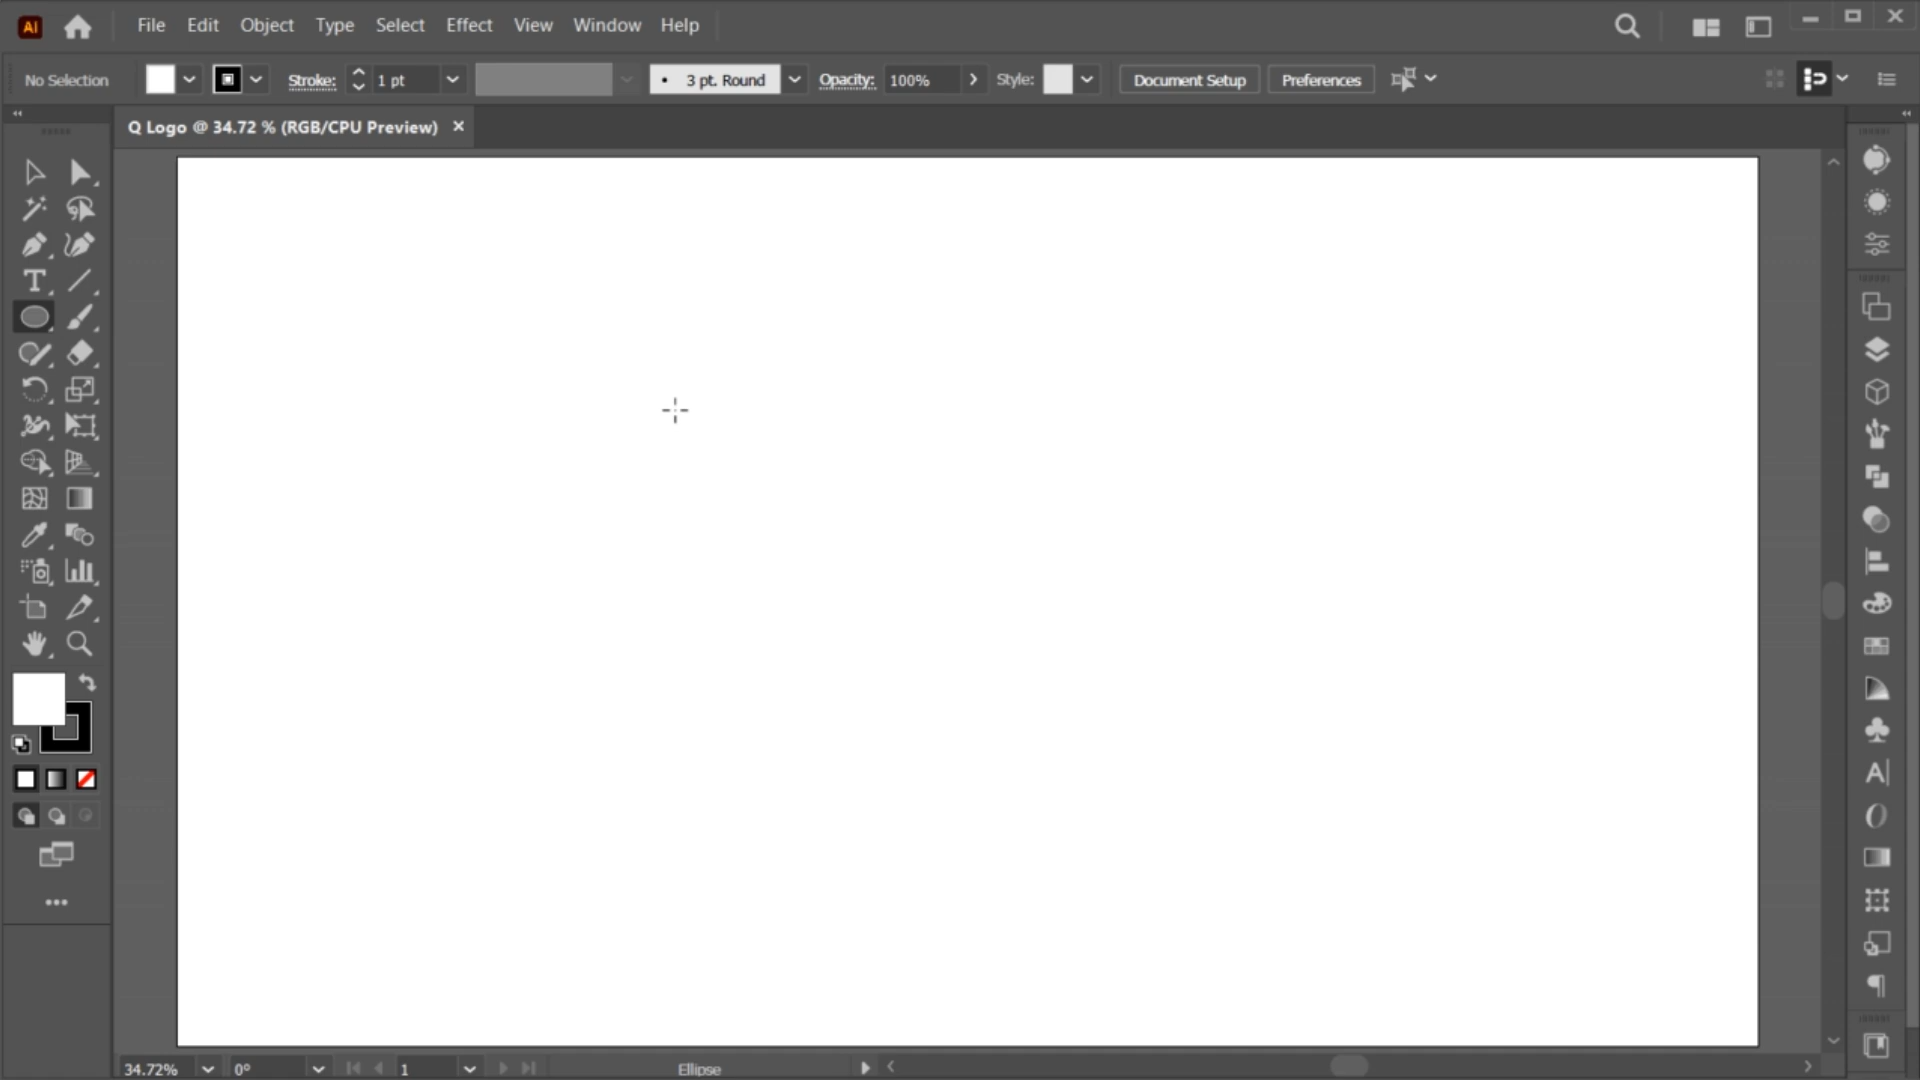 Ai File Edit Object Type Select Effect View Window Help
No Selection Stroke: 1 pt 3 pt. Round Opacity: 100% Style: Document Setup Preferences
Q Logo @ 34.72 % (RGB/CPU Preview)
34.72% 0° 1 Ellipse